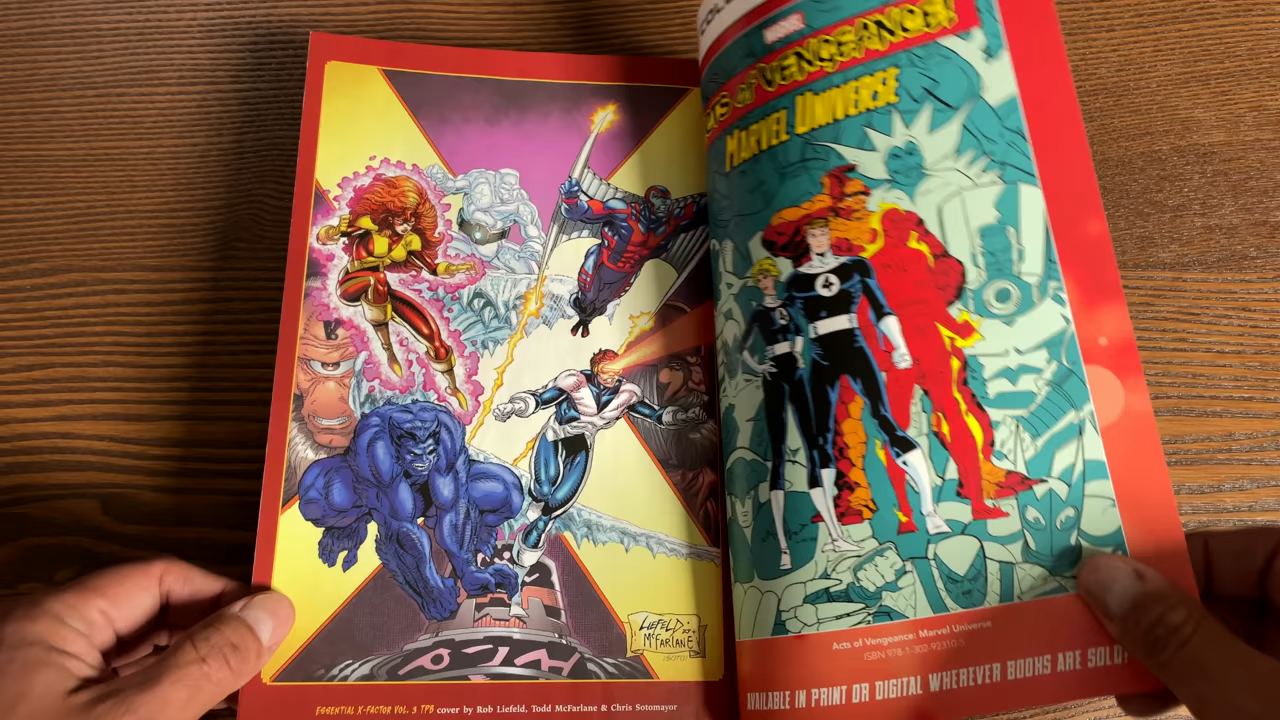 LIEFELD
McFARLANE
ESSENTIAL X-FACTOR VOL. 3 TPB cover by Rob Liefeld, Todd McFarlane & Chris Sotomayor
MARVEL
OF VENGEANCE!
MARVEL UNIVERSE
4
Acts of Vengeance: Marvel Universe
ISBN 978-1-302-92310-5
AVAILABLE IN PRINT OR DIGITAL WHEREVER BOOKS ARE SOLD!